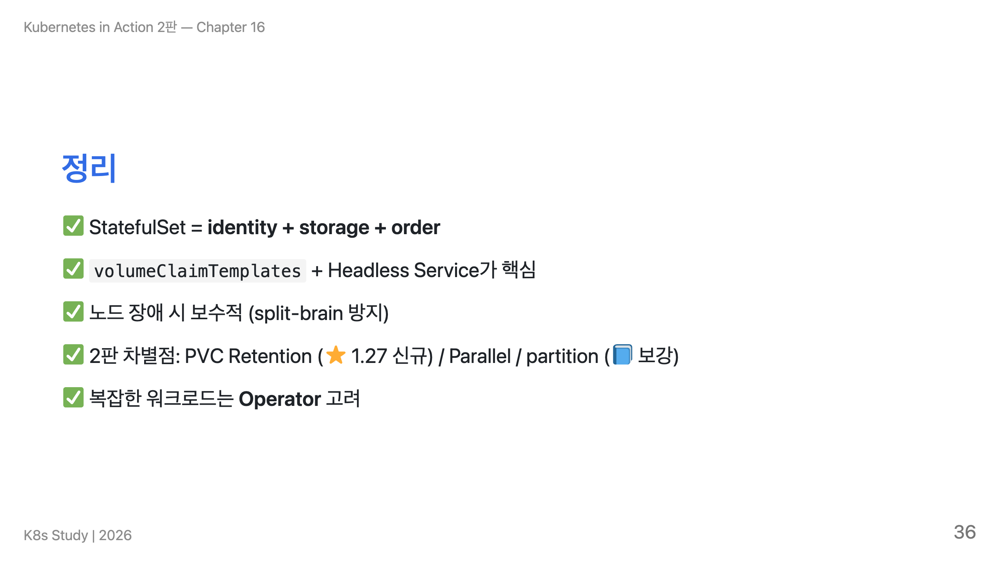 Kubernetes in Action 2판 — Chapter 16
정리
✅ StatefulSet = identity + storage + order
✅ volumeClaimTemplates + Headless Service가 핵심
✅ 노드 장애 시 보수적 (split-brain 방지)
✅ 2판 차별점: PVC Retention (⭐ 1.27 신규) / Parallel / partition (📘 보강)
✅ 복잡한 워크로드는 Operator 고려
K8s Study | 2026
36